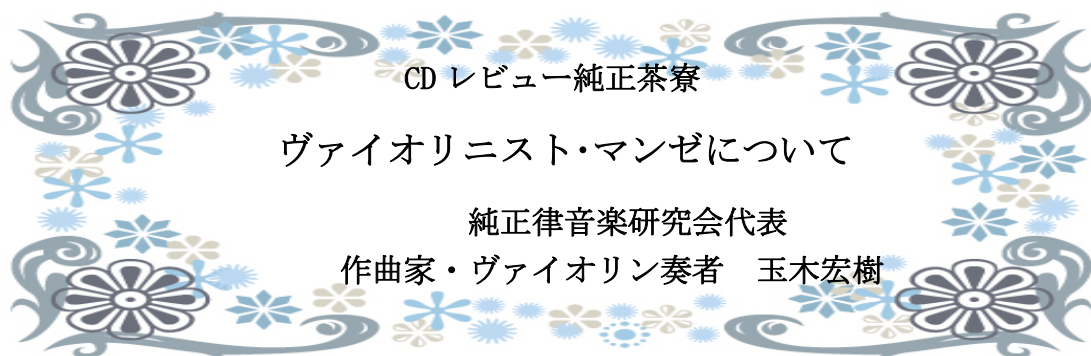 CDレビュー純正茶寮
ヴァイオリニスト・マンゼについて
純正律音楽研究会代表
作曲家・ヴァイオリン奏者　玉木宏樹